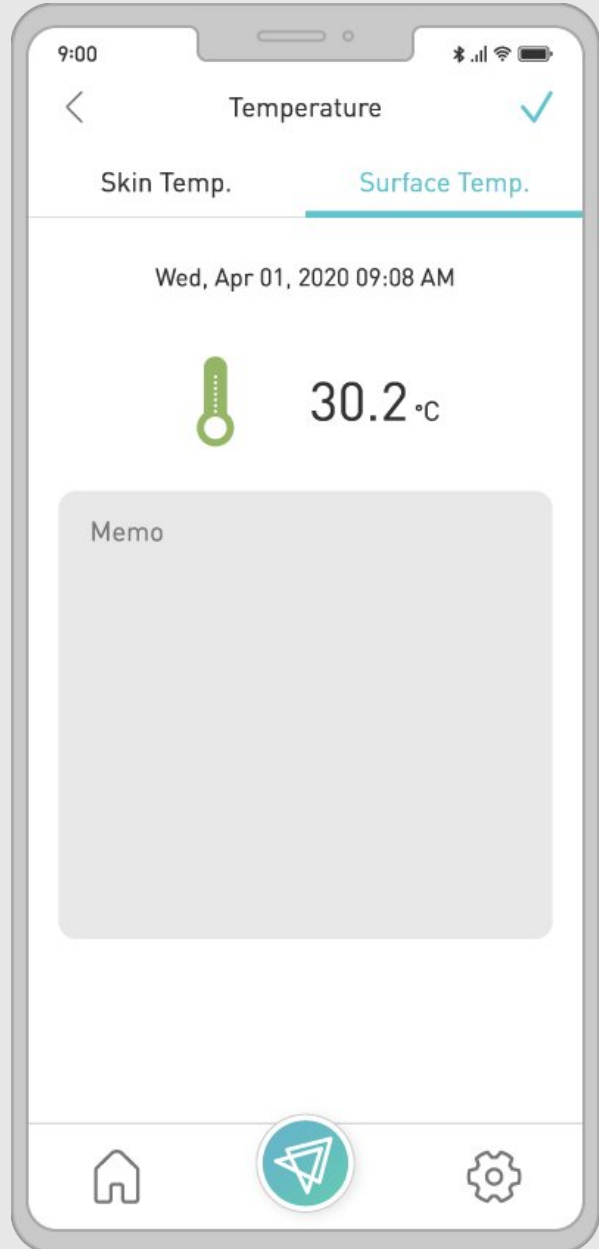 9:00
Temperature
Skin Temp. Surface Temp.
Wed, Apr 01, 2020 09:08 AM
30.2 °C
Memo